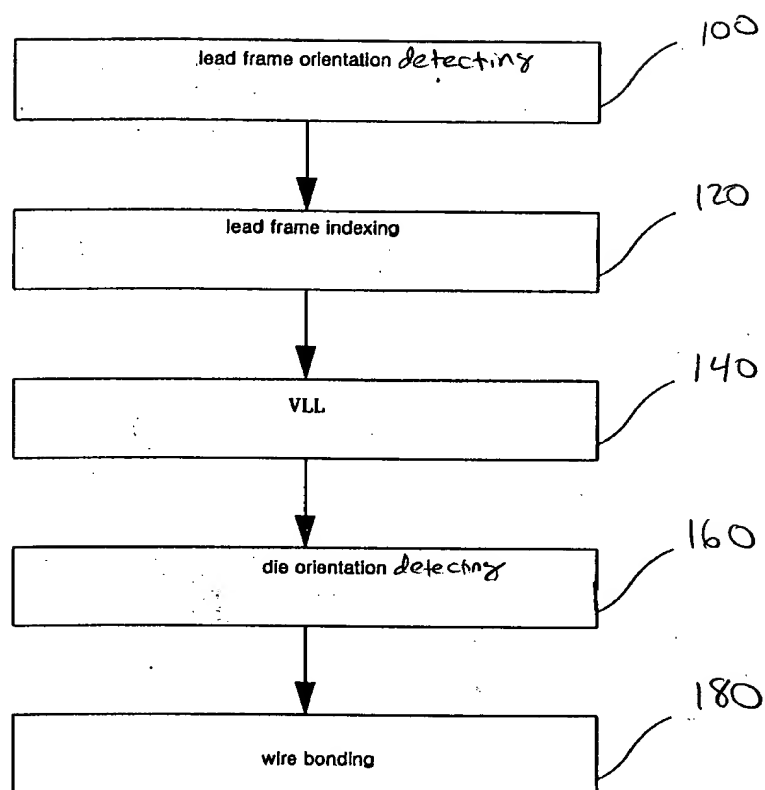 100
lead frame orientation detecting
120
lead frame indexing
140
VLL
160
die orientation detecting
180
wire bonding